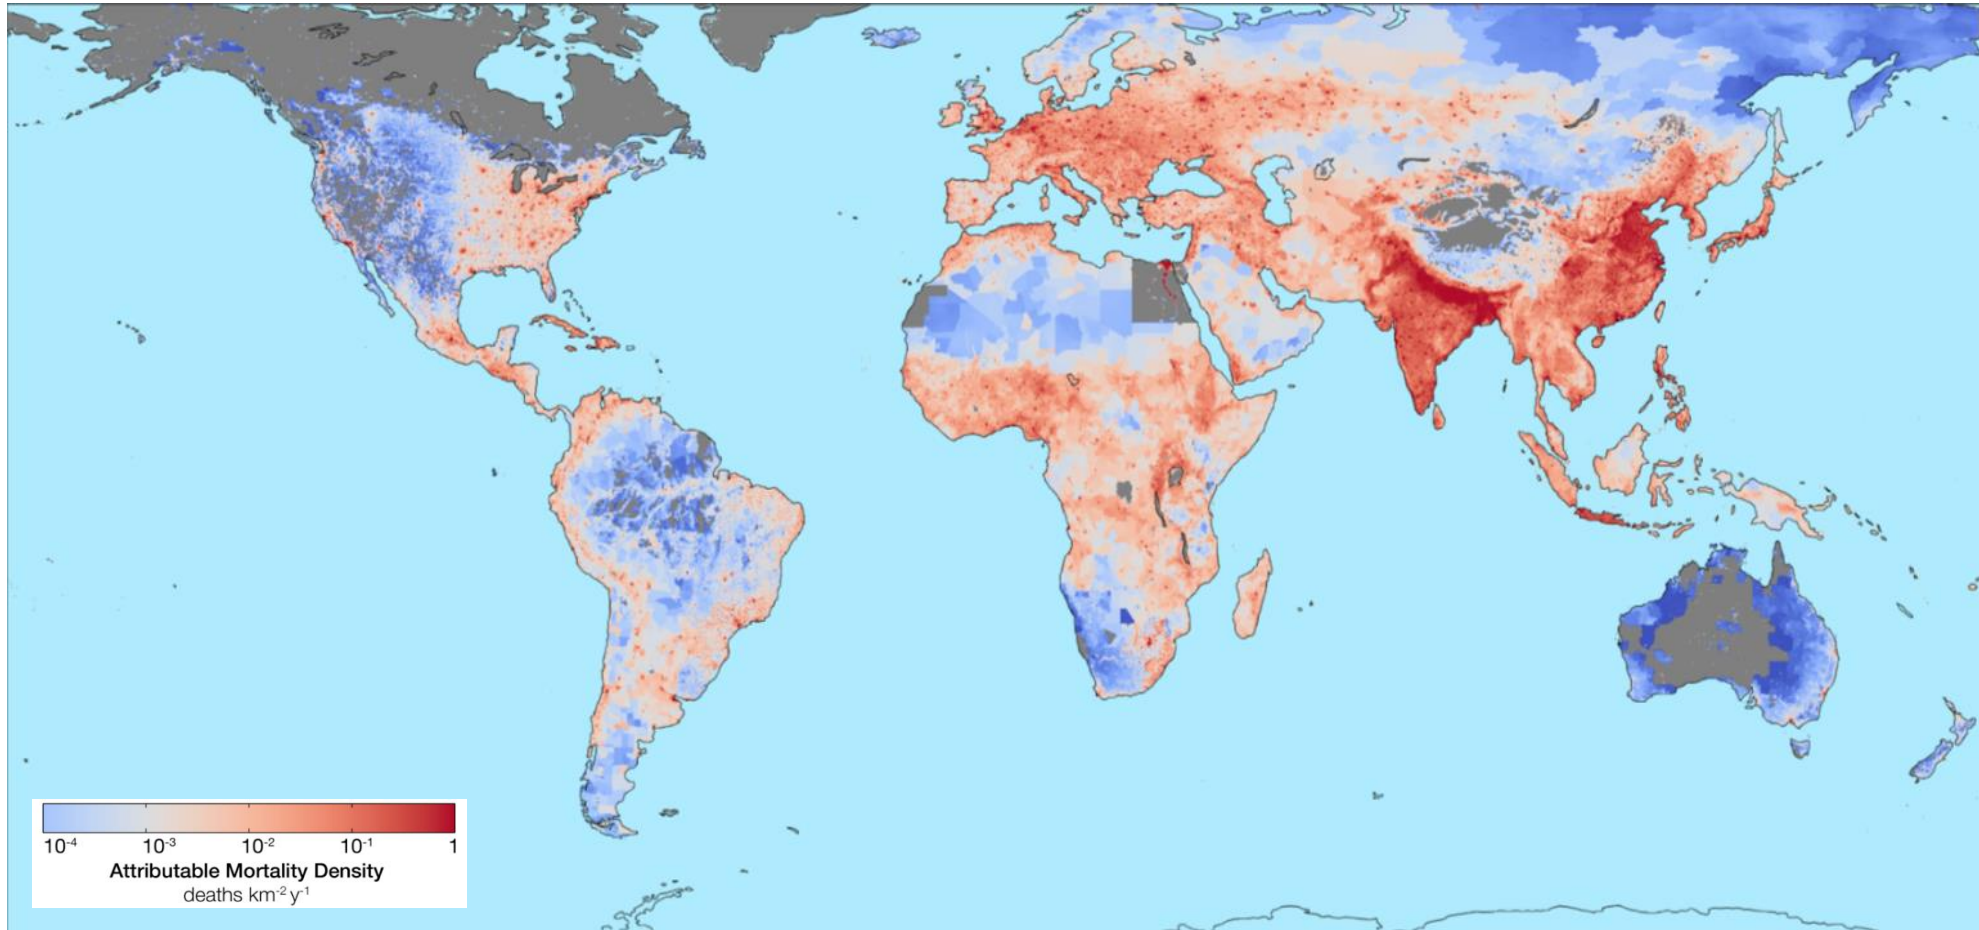 10⁻⁴ 10⁻³ 10⁻² 10⁻¹ 1
Attributable Mortality Density
deaths km⁻² y⁻¹